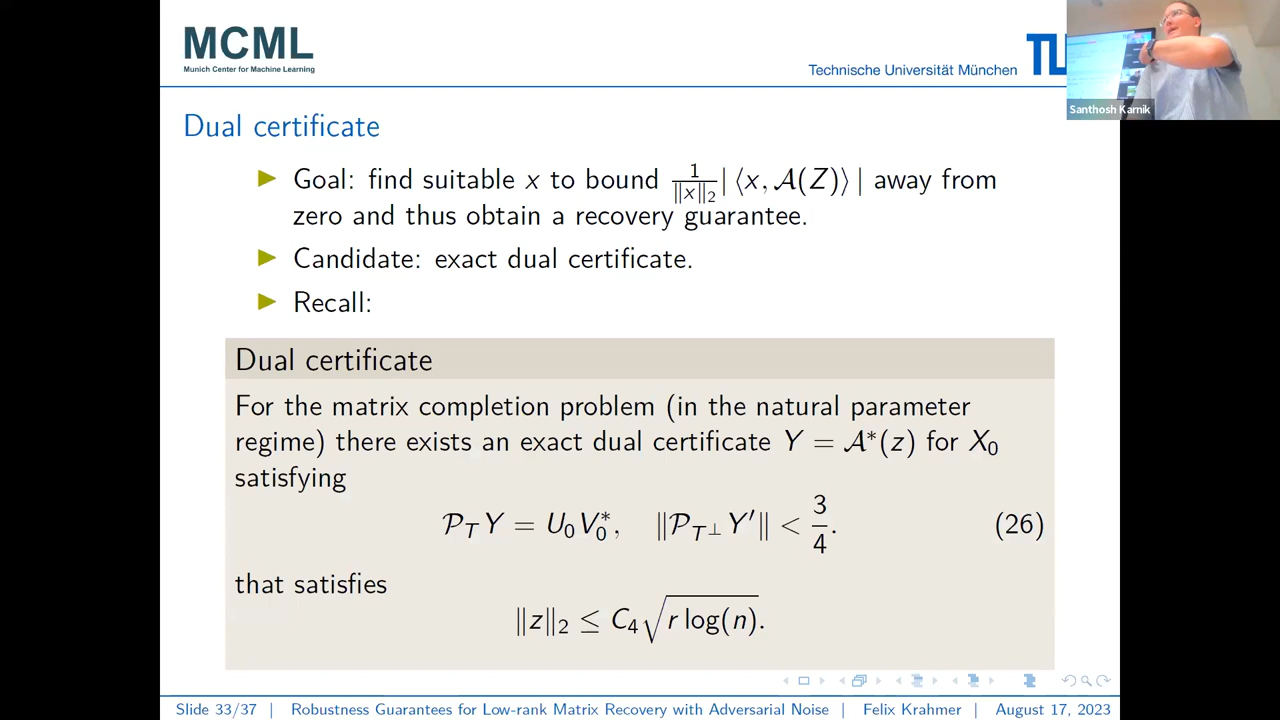 MCML
Munich Center for Machine Learning
Technische Universität München
Santhosh Karnik
Dual certificate
Goal: find suitable x to bound 1/‖x‖₂ |⟨x, 𝒜(Z)⟩| away from
zero and thus obtain a recovery guarantee.
Candidate: exact dual certificate.
Recall:
Dual certificate
For the matrix completion problem (in the natural parameter
regime) there exists an exact dual certificate Y = 𝒜*(z) for X₀
satisfying
𝒫_T Y = U₀V₀*, ‖𝒫_{T⊥} Y′‖ < 3/4. (26)
that satisfies
‖z‖₂ ≤ C₄√(r log(n)).
Slide 33/37 | Robustness Guarantees for Low-rank Matrix Recovery with Adversarial Noise | Felix Krahmer | August 17, 2023